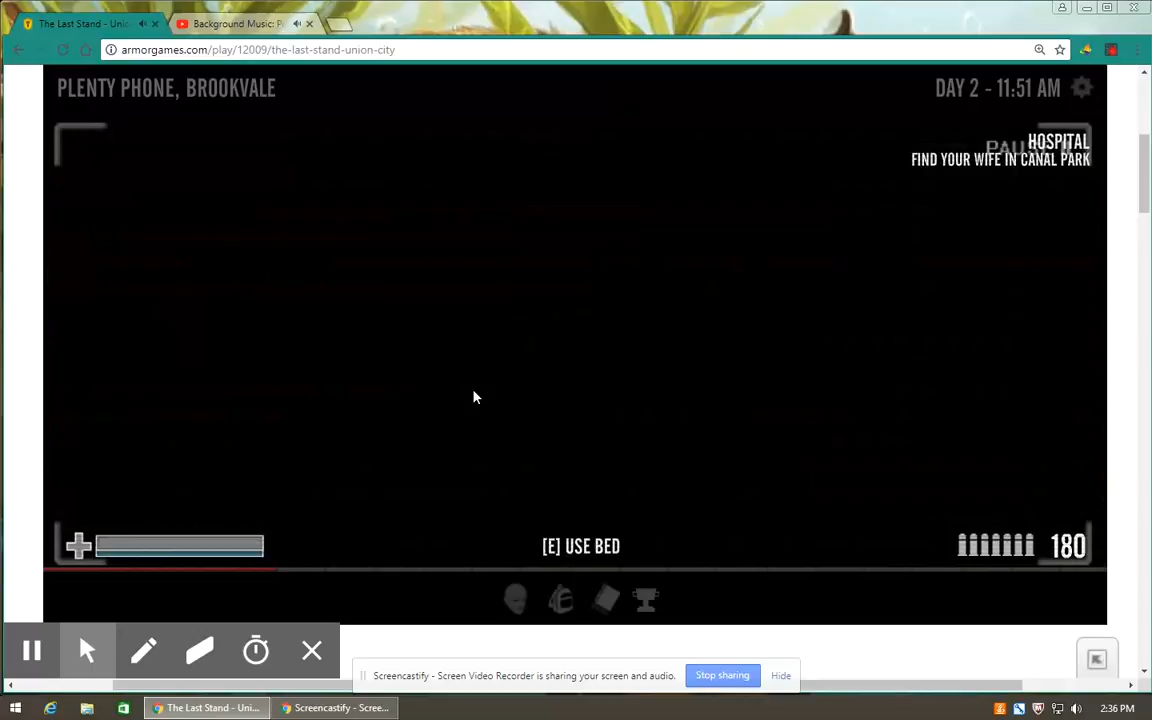 The Last Stand - Unio
Background Music: P
armorgames.com/play/12009/the-last-stand-union-city
PLENTY PHONE, BROOKVALE
DAY 2 - 11:51 AM
HOSPITAL
FIND YOUR WIFE IN CANAL PARK
[E] USE BED
180
Screencastify - Screen Video Recorder is sharing your screen and audio.
Stop sharing
Hide
The Last Stand - Uni...
Screencastify - Scree...
2:36 PM